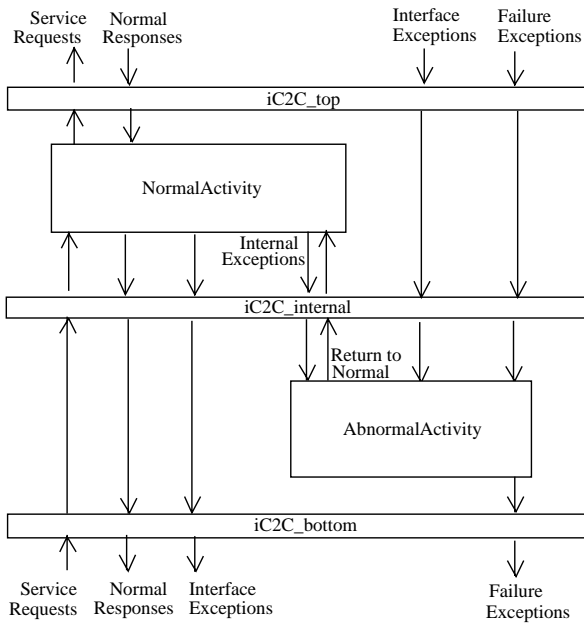 Service
Requests
Normal
Responses
Interface
Exceptions
Failure
Exceptions
iC2C_top
NormalActivity
Internal
Exceptions
iC2C_internal
Return to
Normal
AbnormalActivity
iC2C_bottom
Service
Requests
Normal
Responses
Interface
Exceptions
Failure
Exceptions